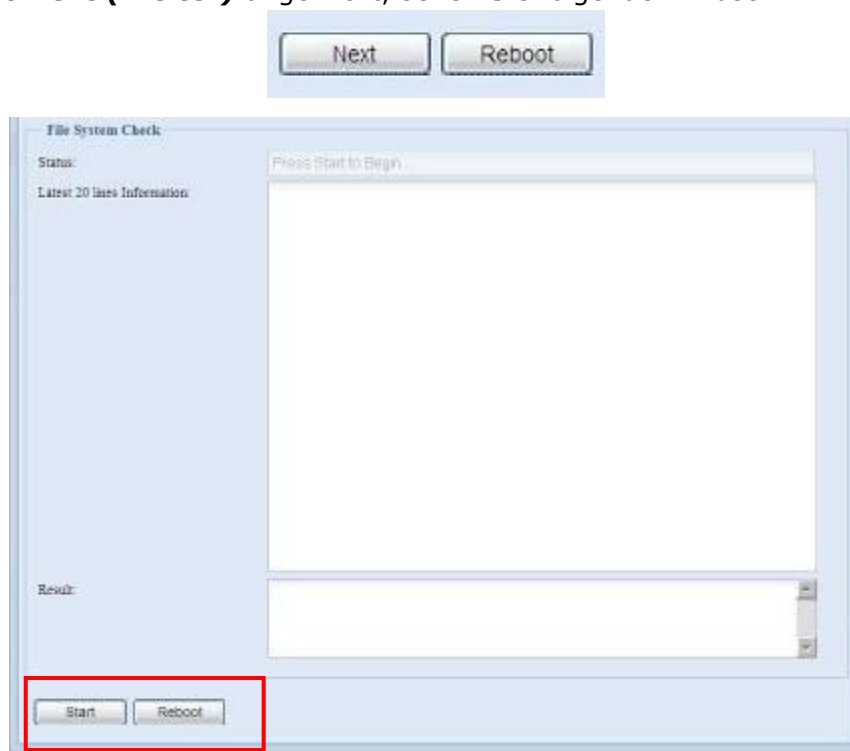 Next Reboot
File System Check
Status: Press Start to Begin...
Latest 20 lines Information:
Result:
Start Reboot